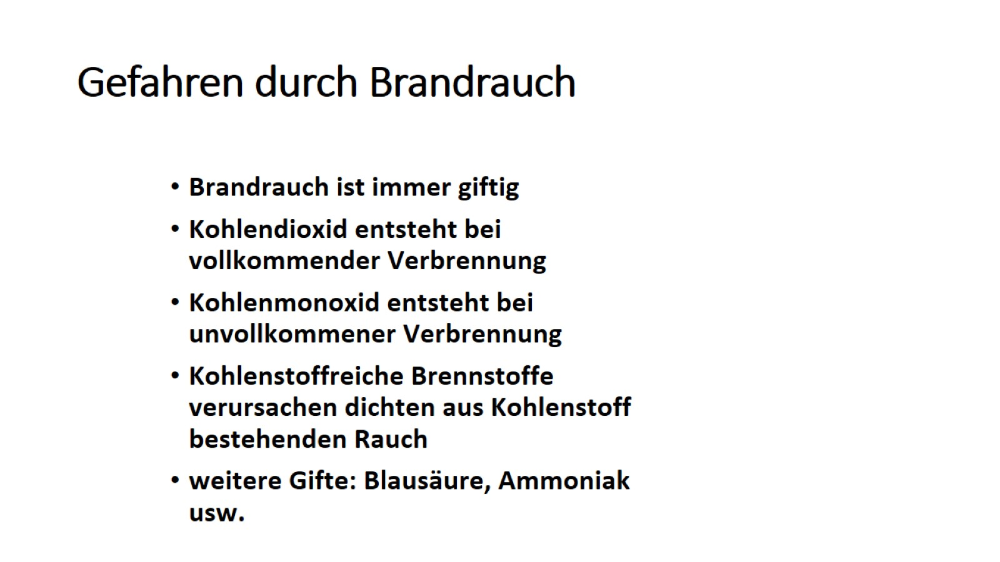 Gefahren durch Brandrauch
• Brandrauch ist immer giftig
• Kohlendioxid entsteht bei
vollkommender Verbrennung
• Kohlenmonoxid entsteht bei
unvollkommener Verbrennung
• Kohlenstoffreiche Brennstoffe
verursachen dichten aus Kohlenstoff
bestehenden Rauch
• weitere Gifte: Blausäure, Ammoniak
usw.